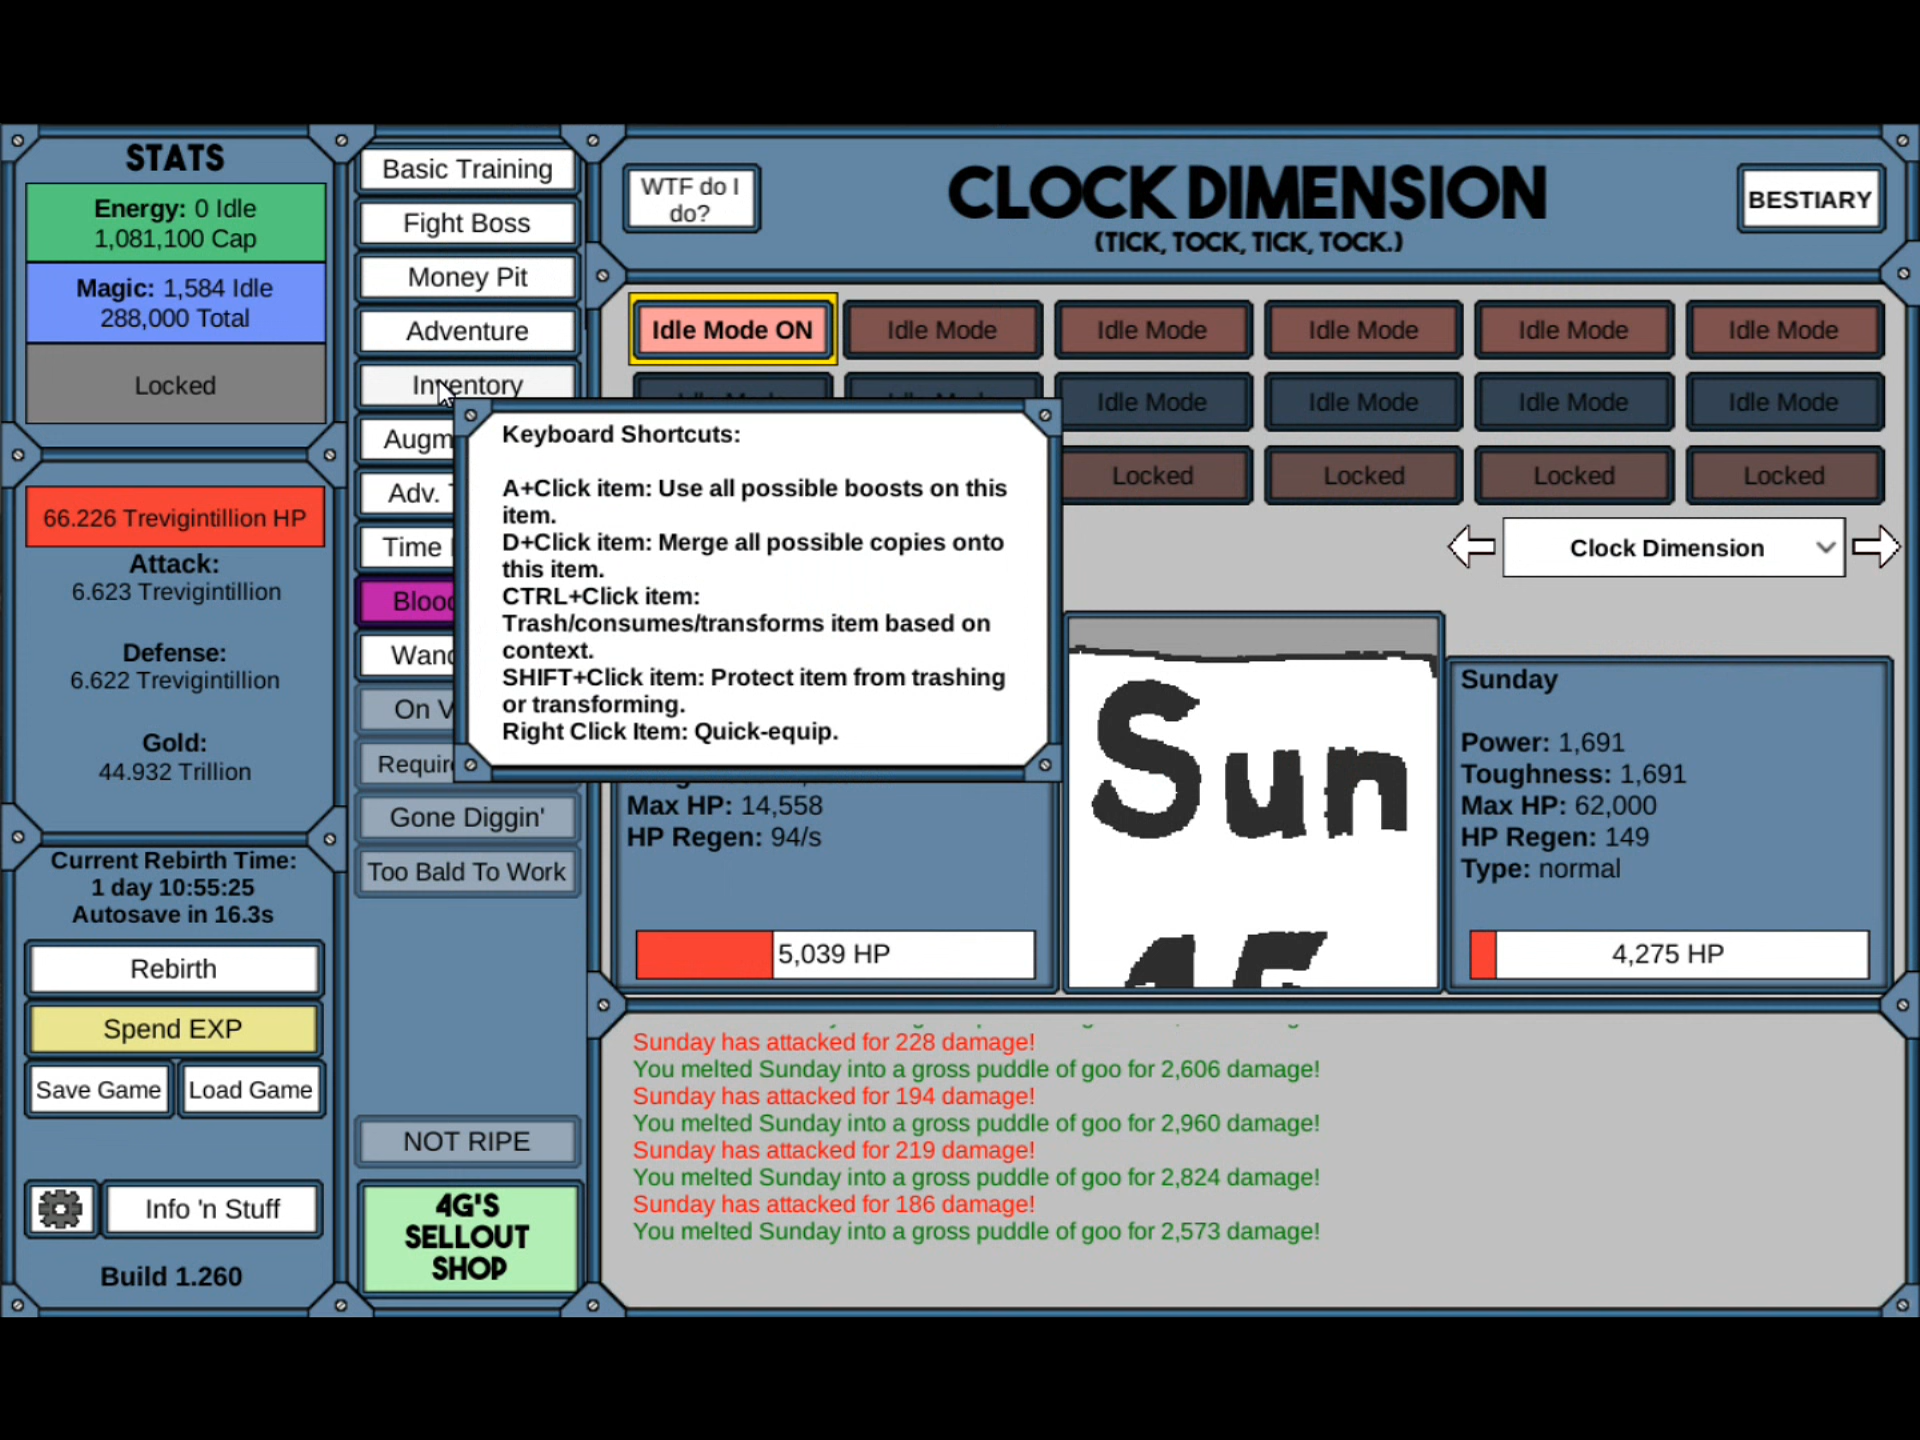 STATS
Energy: 0 Idle
1,081,100 Cap
Magic: 1,584 Idle
288,000 Total
Locked
66.226 Trevigintillion HP
Attack:
6.623 Trevigintillion
Defense:
6.622 Trevigintillion
Gold:
44.932 Trillion
Current Rebirth Time:
1 day 10:55:25
Autosave in 16.3s
Rebirth
Spend EXP
Save Game
Load Game
Info 'n Stuff
Build 1.260
Basic Training
Fight Boss
Money Pit
Adventure
Inventory
Augm
Adv.
Time
Blood
Wand
On
Require
Gone Diggin'
Too Bald To Work
NOT RIPE
4G'S
SELLOUT
SHOP
WTF do I
do?
CLOCK DIMENSION
(TICK, TOCK, TICK, TOCK.)
BESTIARY
Idle Mode ON
Idle Mode
Idle Mode
Idle Mode
Idle Mode
Idle Mode
Idle Mode
Idle Mode
Idle Mode
Idle Mode
Idle Mode
Idle Mode
Locked
Locked
Locked
Locked
Keyboard Shortcuts:
A+Click item: Use all possible boosts on this
item.
D+Click item: Merge all possible copies onto
this item.
CTRL+Click item:
Trash/consumes/transforms item based on
context.
SHIFT+Click item: Protect item from trashing
or transforming.
Right Click Item: Quick-equip.
Clock Dimension
Max HP: 14,558
HP Regen: 94/s
5,039 HP
Sun
Sunday
Power: 1,691
Toughness: 1,691
Max HP: 62,000
HP Regen: 149
Type: normal
4,275 HP
Sunday has attacked for 228 damage!
You melted Sunday into a gross puddle of goo for 2,606 damage!
Sunday has attacked for 194 damage!
You melted Sunday into a gross puddle of goo for 2,960 damage!
Sunday has attacked for 219 damage!
You melted Sunday into a gross puddle of goo for 2,824 damage!
Sunday has attacked for 186 damage!
You melted Sunday into a gross puddle of goo for 2,573 damage!